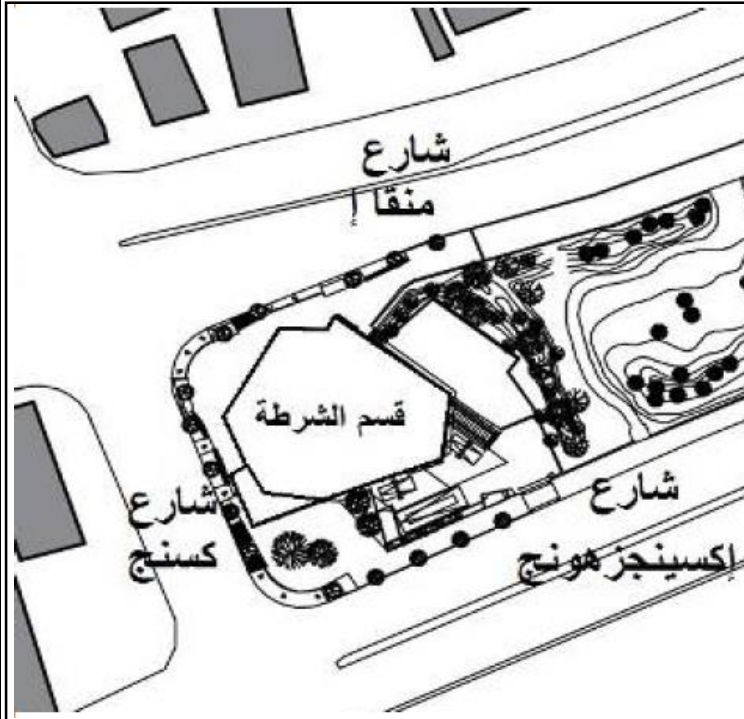 شارع
منقا إ
قسم الشرطة
شارع
كسنج
شارع
إكسينجزهونج